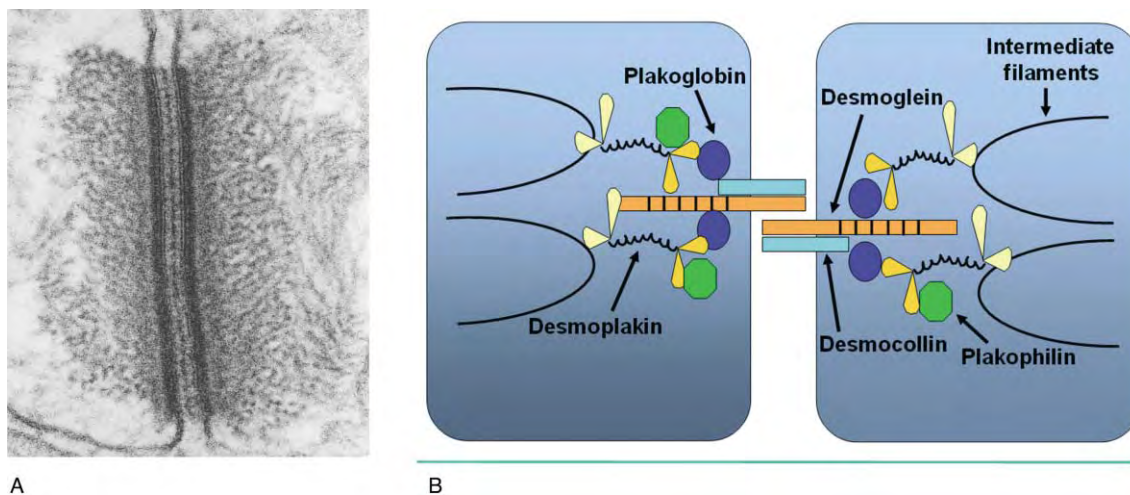 Plakoglobin
Intermediate
filaments
Desmoglein
Desmoplakin
Desmocollin
Plakophilin
A
B